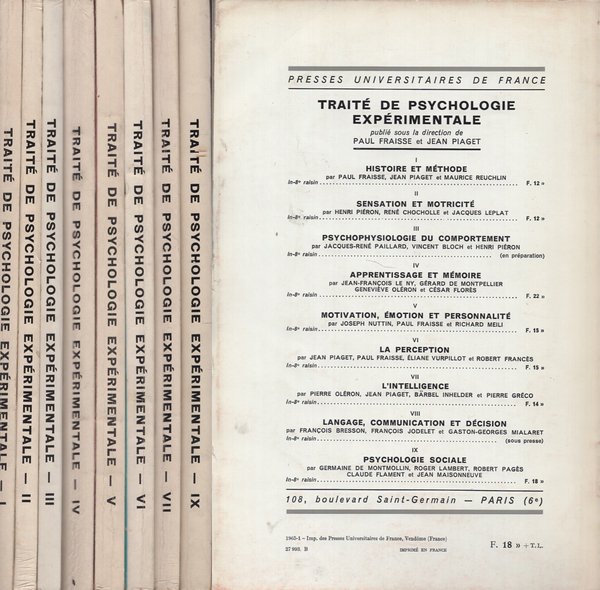 TRAITÉ DE PSYCHOLOGIE EXPÉRIMENTALE — I
TRAITÉ DE PSYCHOLOGIE EXPÉRIMENTALE — II
TRAITÉ DE PSYCHOLOGIE EXPÉRIMENTALE — III
TRAITÉ DE PSYCHOLOGIE EXPÉRIMENTALE — IV
TRAITÉ DE PSYCHOLOGIE EXPÉRIMENTALE — V
TRAITÉ DE PSYCHOLOGIE EXPÉRIMENTALE — VI
TRAITÉ DE PSYCHOLOGIE EXPÉRIMENTALE — VII
TRAITÉ DE PSYCHOLOGIE EXPÉRIMENTALE — IX
PRESSES UNIVERSITAIRES DE FRANCE
TRAITÉ DE PSYCHOLOGIE
EXPÉRIMENTALE
publié sous la direction de
PAUL FRAISSE et JEAN PIAGET
I
HISTOIRE ET MÉTHODE
par PAUL FRAISSE, JEAN PIAGET et MAURICE REUCHLIN
In-8º raisin ........ F. 12 »
II
SENSATION ET MOTRICITÉ
par HENRI PIÉRON, RENÉ CHOCHOLLE et JACQUES LEPLAT
In-8º raisin ........ F. 12 »
III
PSYCHOPHYSIOLOGIE DU COMPORTEMENT
par JACQUES-RENÉ PAILLARD, VINCENT BLOCH et HENRI PIÉRON
In-8º raisin ........ (en préparation)
IV
APPRENTISSAGE ET MÉMOIRE
par JEAN-FRANÇOIS LE NY, GÉRARD DE MONTPELLIER
GENEVIÈVE OLÉRON et CÉSAR FLORÈS
In-8º raisin ........ F. 22 »
V
MOTIVATION, ÉMOTION ET PERSONNALITÉ
par JOSEPH NUTTIN, PAUL FRAISSE et RICHARD MEILI
In-8º raisin ........ F. 15 »
VI
LA PERCEPTION
par JEAN PIAGET, PAUL FRAISSE, ÉLIANE VURPILLOT et ROBERT FRANCÈS
In-8º raisin ........ F. 15 »
VII
L'INTELLIGENCE
par PIERRE OLÉRON, JEAN PIAGET, BÄRBEL INHELDER et PIERRE GRÉCO
In-8º raisin ........ F. 14 »
VIII
LANGAGE, COMMUNICATION ET DÉCISION
par FRANÇOIS BRESSON, FRANÇOIS JODELET et GASTON-GEORGES MIALARET
In-8º raisin ........ (sous presse)
IX
PSYCHOLOGIE SOCIALE
par GERMAINE DE MONTMOLLIN, ROGER LAMBERT, ROBERT PAGÈS
CLAUDE FLAMENT et JEAN MAISONNEUVE
In-8º raisin ........ F. 18 »
108, boulevard Saint-Germain — PARIS (6e)
1965-1 – Imp. des Presses Universitaires de France, Vendôme (France)
27 993. B IMPRIMÉ EN FRANCE
F. 18 » + T.L.